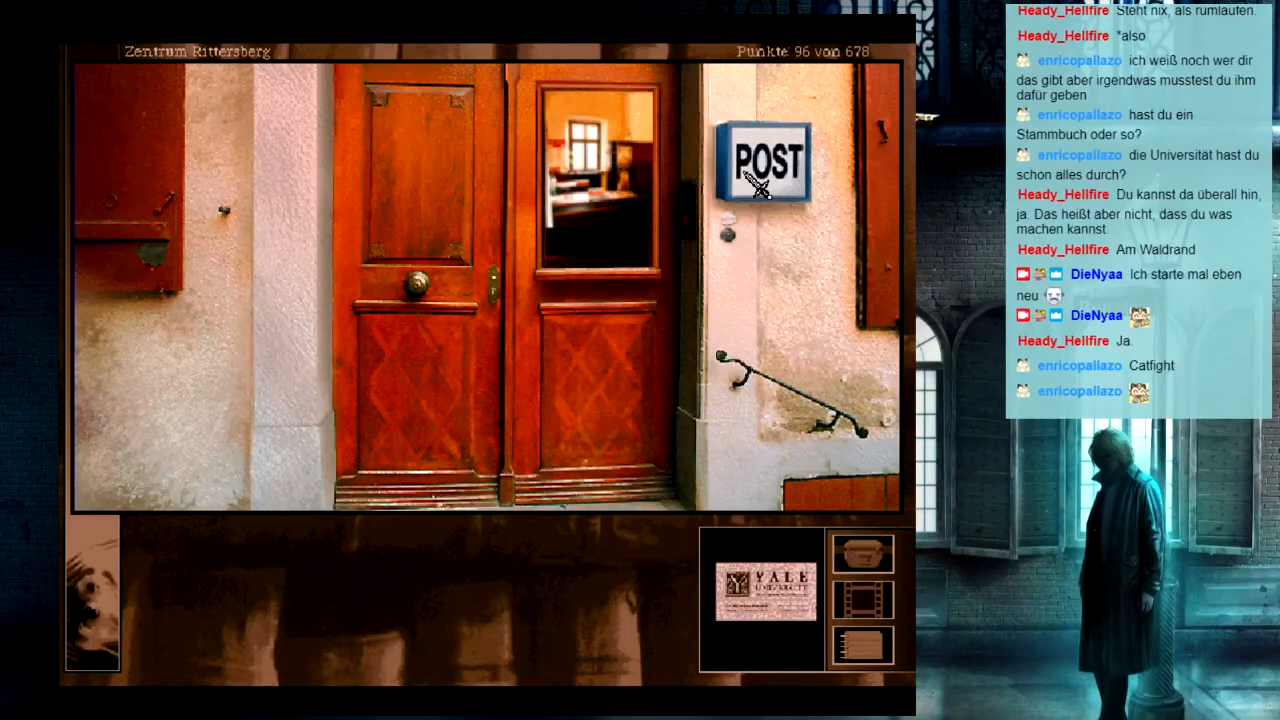 Zentrum Rittersberg
Punkte: 96 von 678
POST
YALE
UNIVERSITY
Heady_Hellfire Steht nix, als rumlaufen.
Heady_Hellfire *also
enricopallazo ich weiß noch wer dir
das gibt aber irgendwas musstest du ihm
dafür geben
enricopallazo hast du ein
Stammbuch oder so?
enricopallazo die Universität hast du
schon alles durch?
Heady_Hellfire Du kannst da überall hin,
ja. Das heißt aber nicht, dass du was
machen kannst.
Heady_Hellfire Am Waldrand
DieNyaa Ich starte mal eben
neu
DieNyaa
Heady_Hellfire Ja.
enricopallazo Catfight
enricopallazo